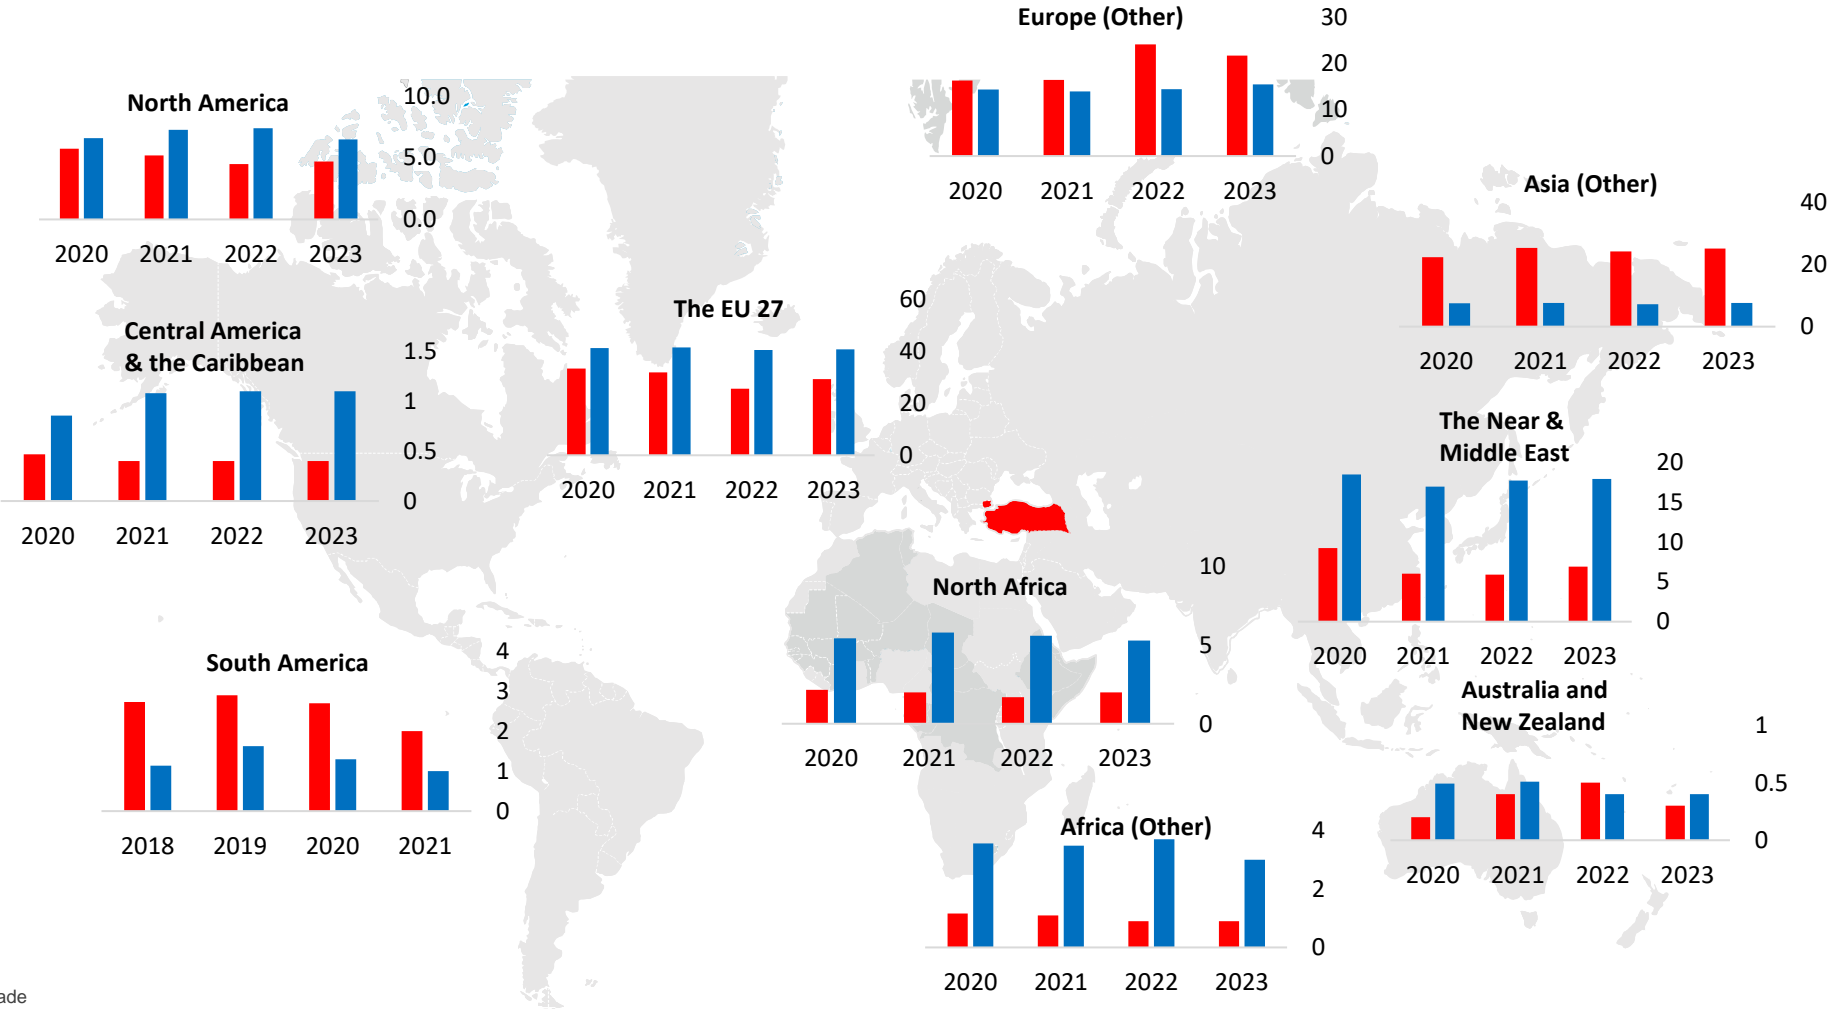 Europe (Other)
30
20
10
0
2020 2021 2022 2023
North America
10.0
5.0
0.0
2020 2021 2022 2023
Asia (Other)
40
20
0
2020 2021 2022 2023
The EU 27
60
40
20
0
2020 2021 2022 2023
Central America
& the Caribbean
1.5
1
0.5
0
2020 2021 2022 2023
The Near &
Middle East
20
15
10
5
0
2020 2021 2022 2023
North Africa
10
5
0
2020 2021 2022 2023
South America
4
3
2
1
0
2018 2019 2020 2021
Australia and
New Zealand
1
0.5
0
2020 2021 2022 2023
Africa (Other)
4
2
0
2020 2021 2022 2023
ade